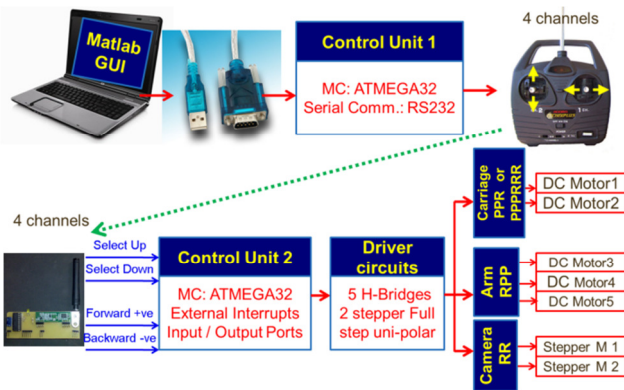 4 channels
Matlab
GUI
Control Unit 1
MC: ATMEGA32
Serial Comm.: RS232
4 channels
Select Up
Select Down
Forward +ve
Backward -ve
Control Unit 2
MC: ATMEGA32
External Interrupts
Input / Output Ports
Driver
circuits
5 H-Bridges
2 stepper Full
step uni-polar
Carriage
PPR or
PPPRRR
DC Motor1
DC Motor2
Arm
RPP
DC Motor3
DC Motor4
DC Motor5
Camera
RR
Stepper M 1
Stepper M 2